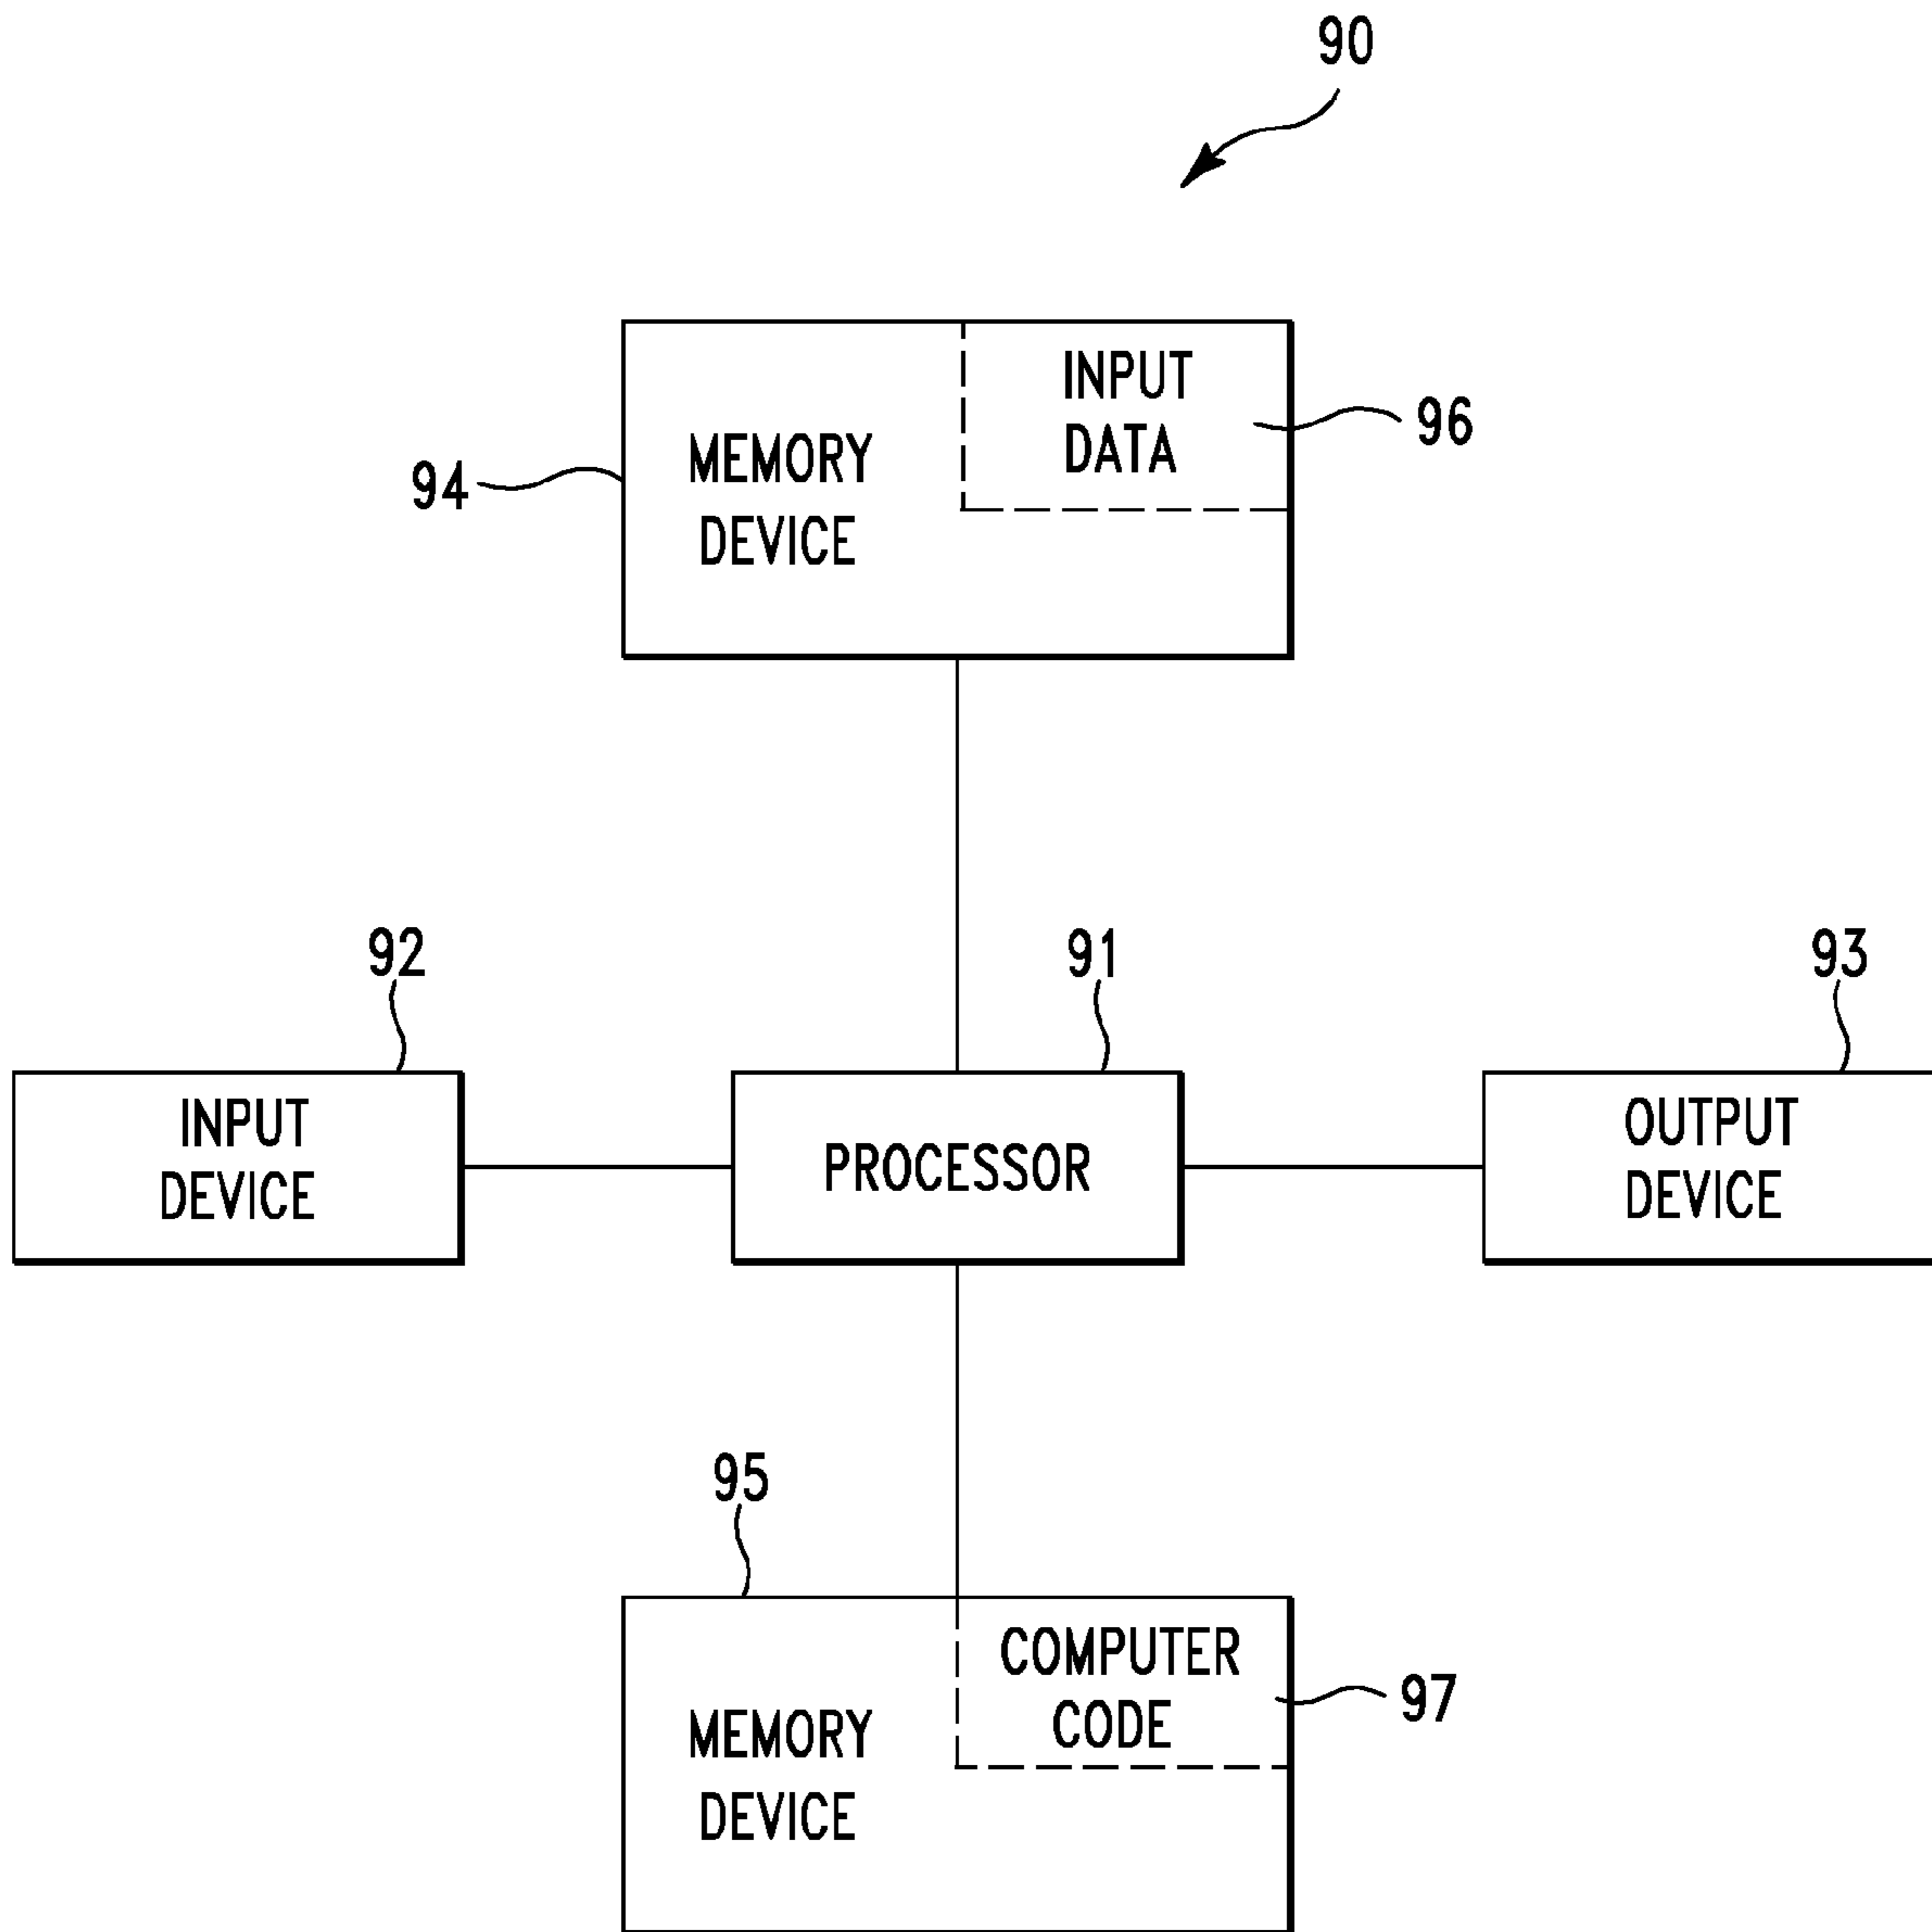 90
INPUT
DATA
96
MEMORY
DEVICE
94
92
91
93
INPUT
DEVICE
PROCESSOR
OUTPUT
DEVICE
95
COMPUTER
CODE
97
MEMORY
DEVICE